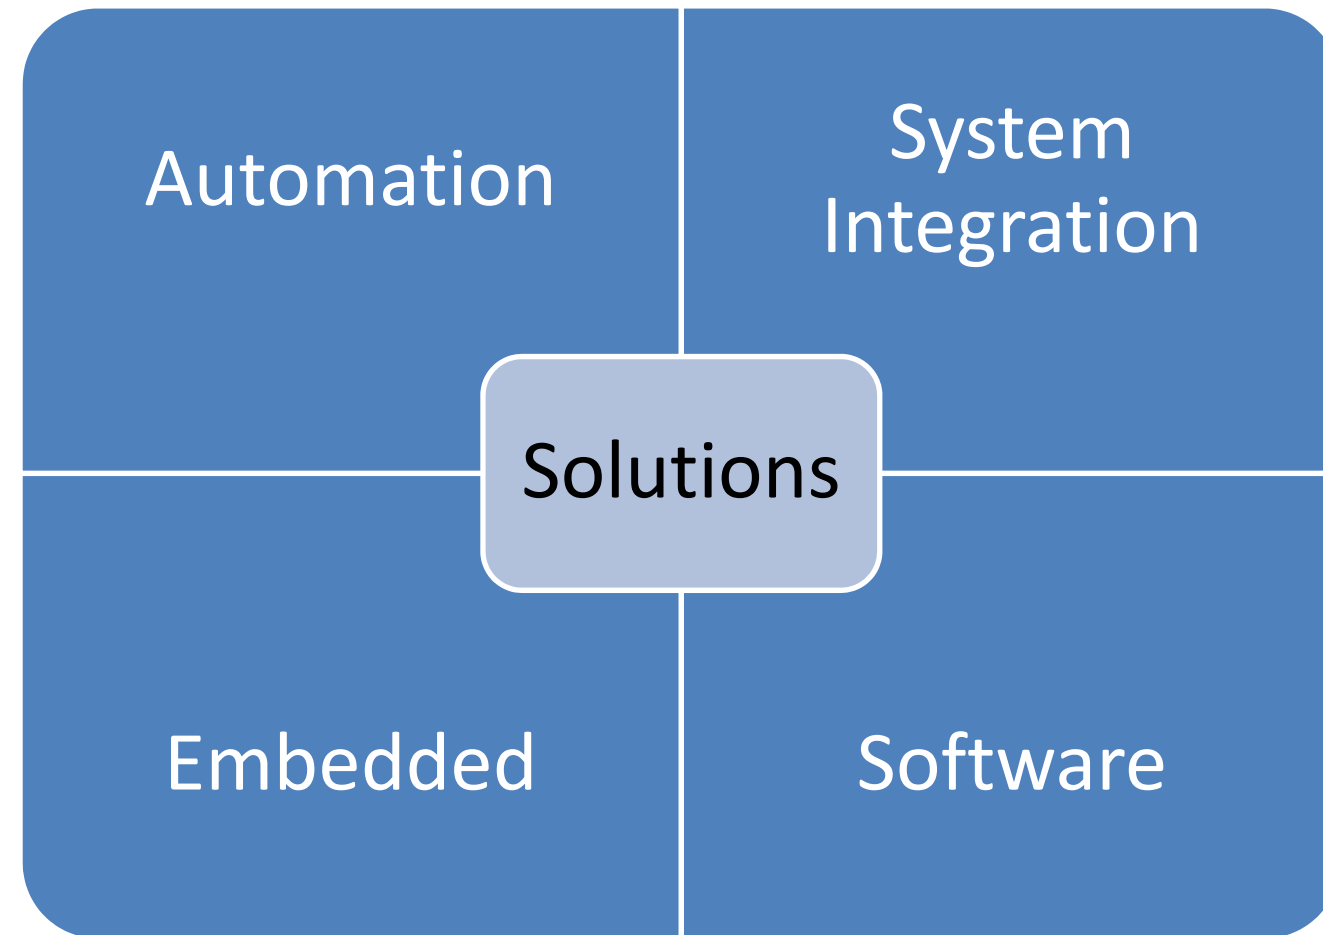 Automation
System
Integration
Solutions
Embedded
Software